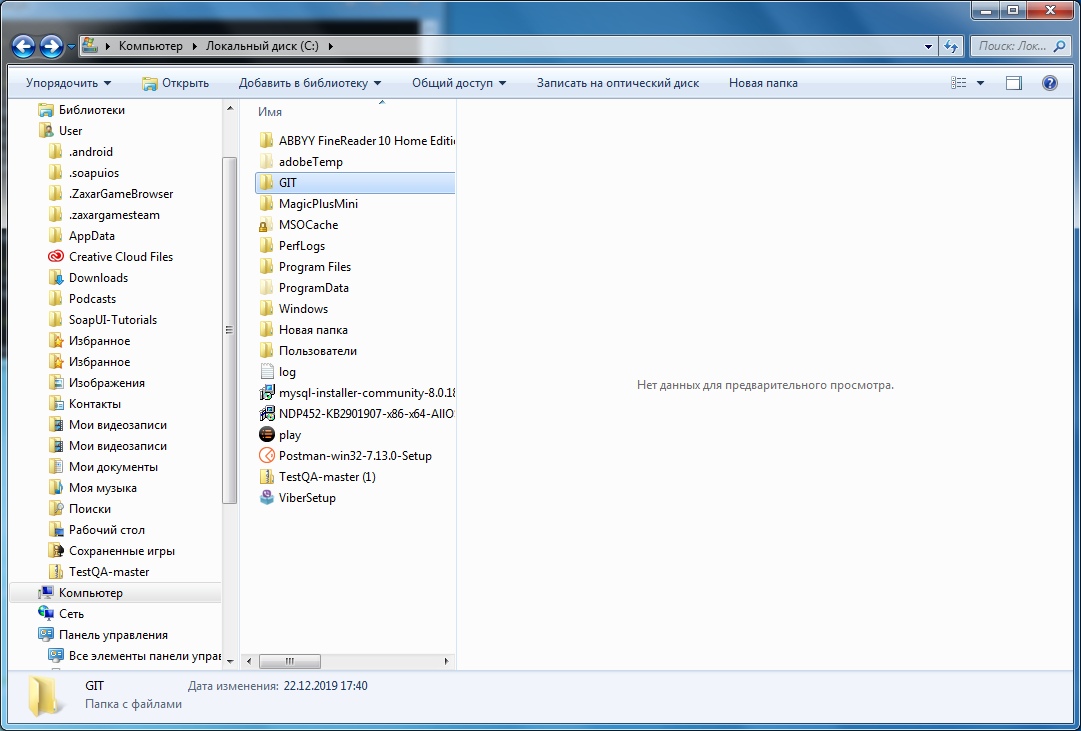 Компьютер Локальный диск (C:) Поиск: Лок...
Упорядочить Открыть Добавить в библиотеку Общий доступ Записать на оптический диск Новая папка
Библиотеки
User
.android
.soapuios
.ZaxarGameBrowser
.zaxargamesteam
AppData
Creative Cloud Files
Downloads
Podcasts
SoapUI-Tutorials
Избранное
Избранное
Изображения
Контакты
Мои видеозаписи
Мои видеозаписи
Мои документы
Моя музыка
Поиски
Рабочий стол
Сохраненные игры
TestQA-master
Компьютер
Сеть
Панель управления
Все элементы панели управ
Имя
ABBYY FineReader 10 Home Editi
adobeTemp
GIT
MagicPlusMini
MSOCache
PerfLogs
Program Files
ProgramData
Windows
Новая папка
Пользователи
log
mysql-installer-community-8.0.18
NDP452-KB2901907-x86-x64-AllOS
play
Postman-win32-7.13.0-Setup
TestQA-master (1)
ViberSetup
Нет данных для предварительного просмотра.
GIT Дата изменения: 22.12.2019 17:40
Папка с файлами